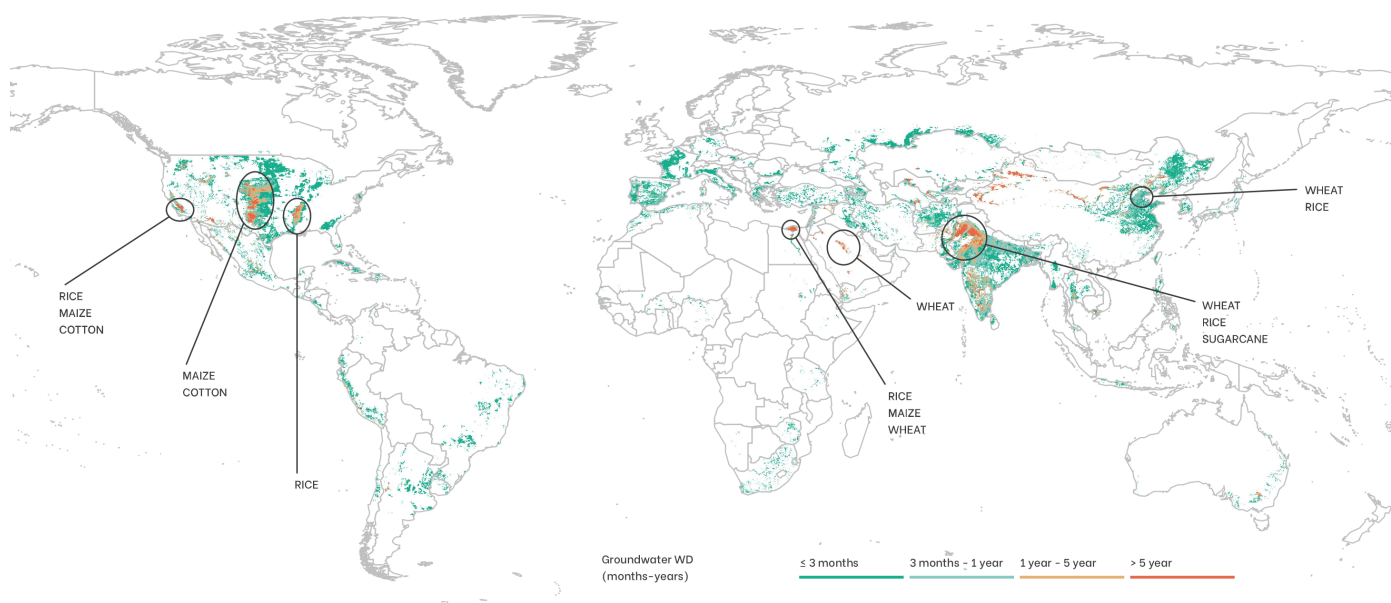 WHEAT
RICE
RICE
MAIZE
COTTON
WHEAT
WHEAT
RICE
SUGARCANE
MAIZE
COTTON
RICE
MAIZE
WHEAT
RICE
Groundwater WD
(months-years)
≤ 3 months
3 months - 1 year
1 year - 5 year
> 5 year